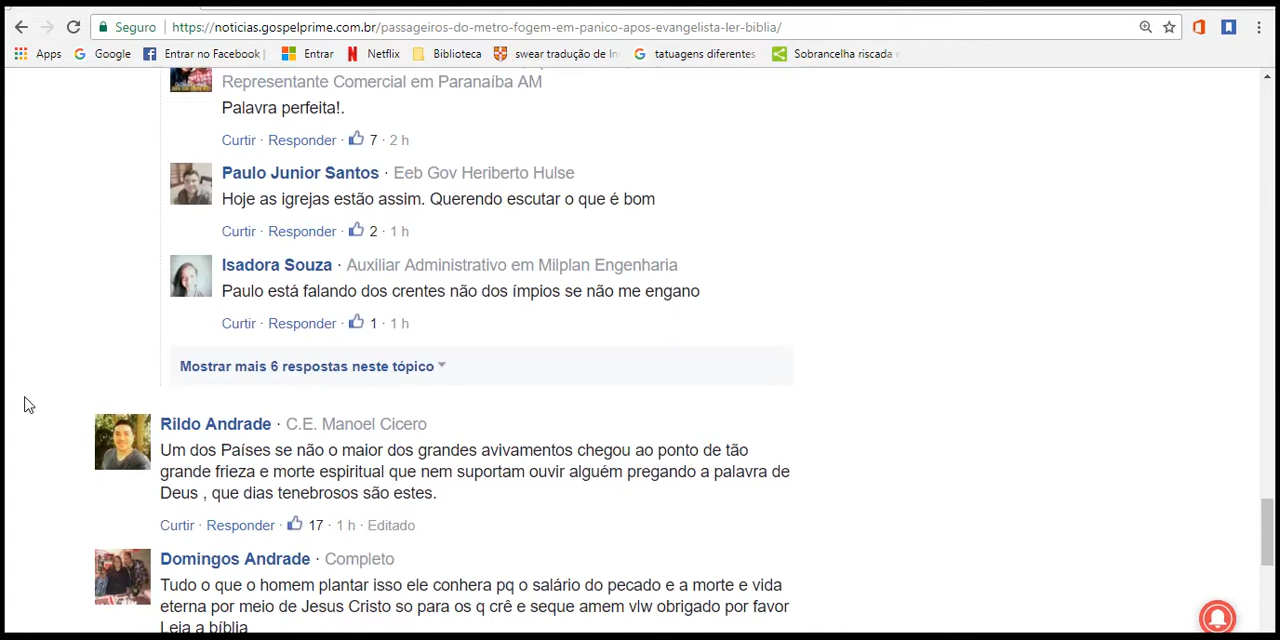 Seguro | https://noticias.gospelprime.com.br/passageiros-do-metro-fogem-em-panico-apos-evangelista-ler-biblia/
Apps Google Entrar no Facebook | Entrar Netflix Biblioteca swear tradução de In tatuagens diferentes Sobrancelha riscada
Representante Comercial em Paranaíba AM
Palavra perfeita!.
Curtir · Responder · 7 · 2 h
Paulo Junior Santos · Eeb Gov Heriberto Hulse
Hoje as igrejas estão assim. Querendo escutar o que é bom
Curtir · Responder · 2 · 1 h
Isadora Souza · Auxiliar Administrativo em Milplan Engenharia
Paulo está falando dos crentes não dos ímpios se não me engano
Curtir · Responder · 1 · 1 h
Mostrar mais 6 respostas neste tópico
Rildo Andrade · C.E. Manoel Cicero
Um dos Países se não o maior dos grandes avivamentos chegou ao ponto de tão
grande frieza e morte espiritual que nem suportam ouvir alguém pregando a palavra de
Deus , que dias tenebrosos são estes.
Curtir · Responder · 17 · 1 h · Editado
Domingos Andrade · Completo
Tudo o que o homem plantar isso ele conhera pq o salário do pecado e a morte e vida
eterna por meio de Jesus Cristo so para os q crê e seque amem vlw obrigado por favor
Leia a bíblia